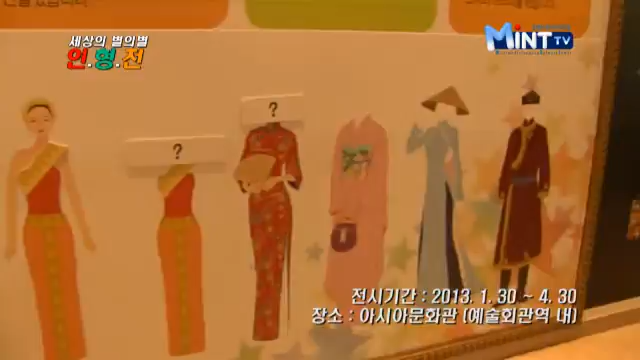 세상의 별의별
인.형.전
MINT TV
?
?
전시기간 : 2013. 1. 30 ~ 4. 30
장소 : 아시아문화관 (예술회관역 내)